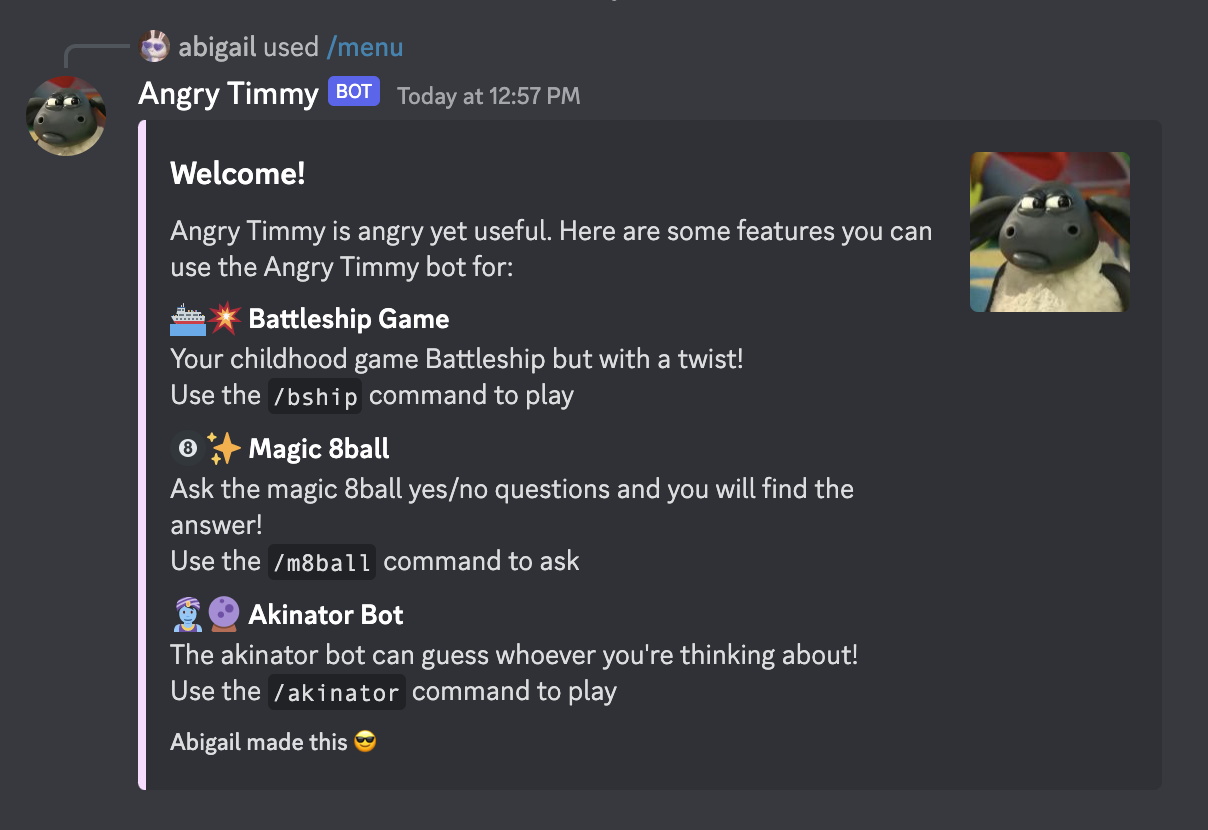 abigail used /menu
Angry Timmy BOT Today at 12:57 PM
Welcome!
Angry Timmy is angry yet useful. Here are some features you can
use the Angry Timmy bot for:
🛳️💥 Battleship Game
Your childhood game Battleship but with a twist!
Use the /bship command to play
🎱✨ Magic 8ball
Ask the magic 8ball yes/no questions and you will find the
answer!
Use the /m8ball command to ask
🧞🔮 Akinator Bot
The akinator bot can guess whoever you're thinking about!
Use the /akinator command to play
Abigail made this 😎